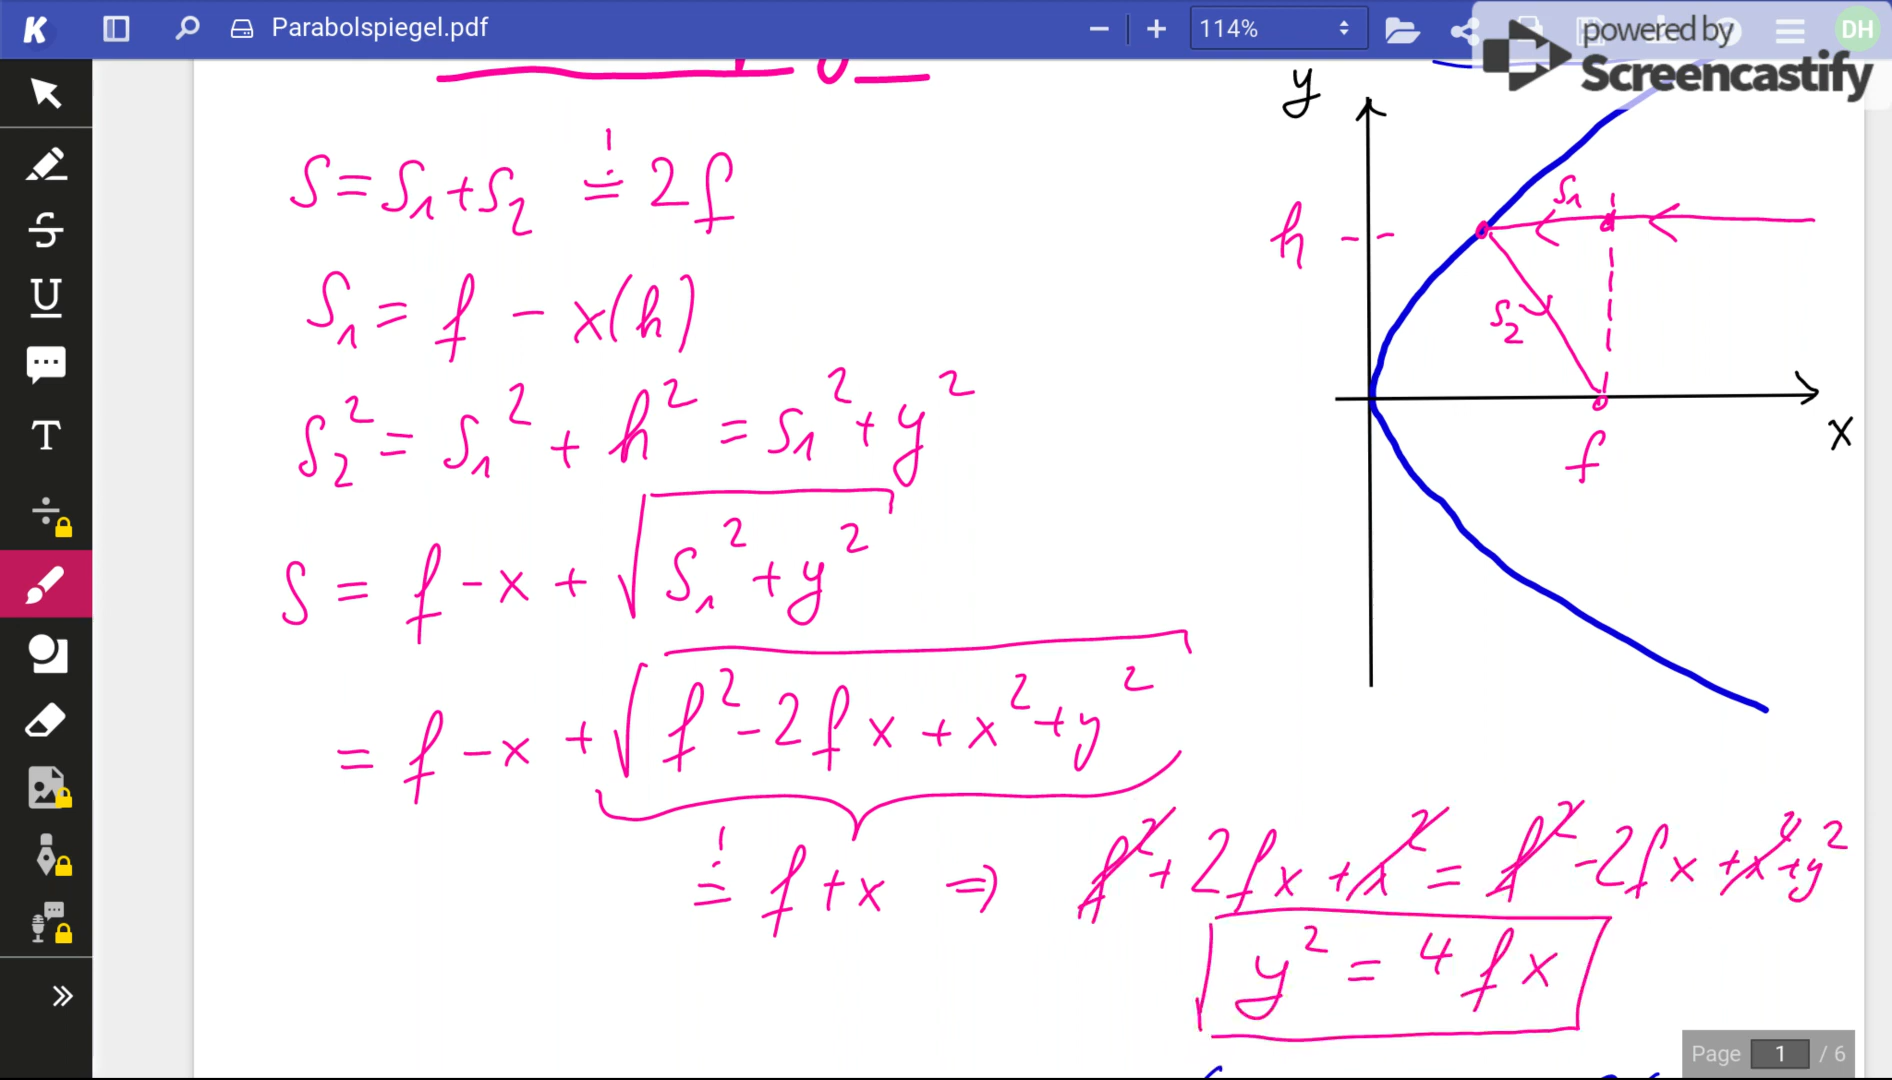 Parabolspiegel.pdf
114%
powered by
Screencastify
DH
S = S₁ + S₂ ≐! 2f
S₁ = f - x(h)
S₂² = S₁² + h² = S₁² + y²
S = f - x + √(S₁² + y²)
= f - x + √(f² - 2fx + x² + y²)
≐! f + x ⇒ f² + 2fx + x² = f² - 2fx + x² + y²
y² = 4fx
y
h
S₁
S₂
f
x
Page 1 / 6